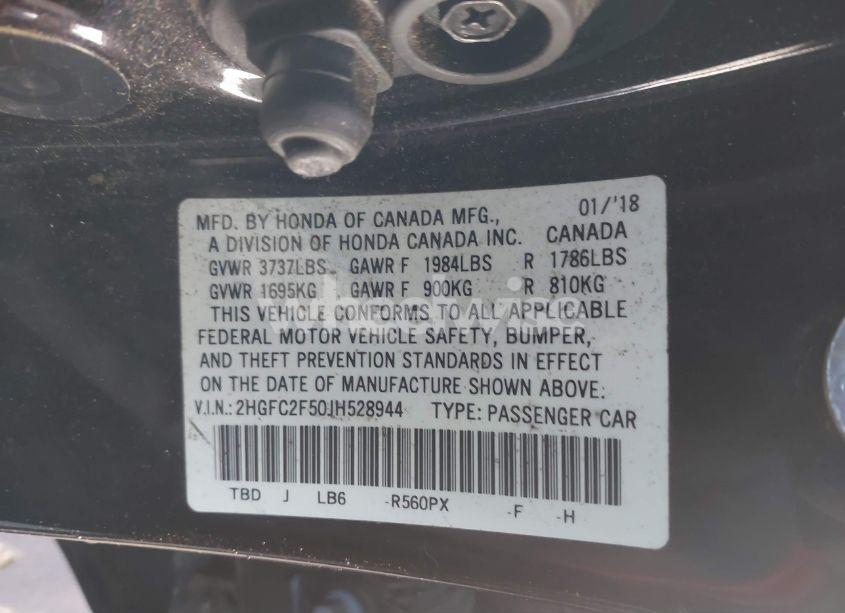 MFD. BY HONDA OF CANADA MFG., 01/'18
A DIVISION OF HONDA CANADA INC. CANADA
GVWR 3737LBS GAWR F 1984LBS R 1786LBS
GVWR 1695KG GAWR F 900KG R 810KG
THIS VEHICLE CONFORMS TO ALL APPLICABLE
FEDERAL MOTOR VEHICLE SAFETY, BUMPER,
AND THEFT PREVENTION STANDARDS IN EFFECT
ON THE DATE OF MANUFACTURE SHOWN ABOVE:
V.I.N.: 2HGFC2F50JH528944 TYPE: PASSENGER CAR
TBD J LB6 -R560PX -F -H